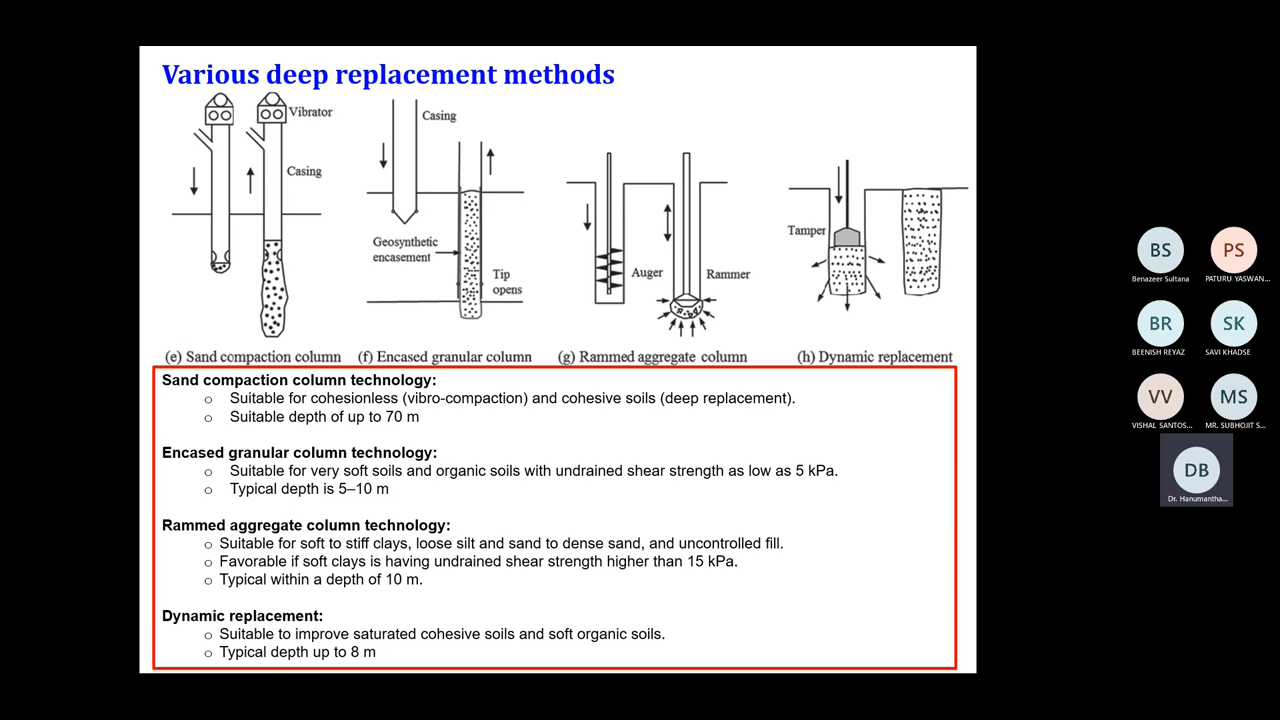 Various deep replacement methods
Vibrator
Casing
Casing
Geosynthetic
encasement
Tip
opens
Auger
Rammer
Tamper
(e) Sand compaction column
(f) Encased granular column
(g) Rammed aggregate column
(h) Dynamic replacement
Sand compaction column technology:
o Suitable for cohesionless (vibro-compaction) and cohesive soils (deep replacement).
o Suitable depth of up to 70 m
Encased granular column technology:
o Suitable for very soft soils and organic soils with undrained shear strength as low as 5 kPa.
o Typical depth is 5–10 m
Rammed aggregate column technology:
o Suitable for soft to stiff clays, loose silt and sand to dense sand, and uncontrolled fill.
o Favorable if soft clays is having undrained shear strength higher than 15 kPa.
o Typical within a depth of 10 m.
Dynamic replacement:
o Suitable to improve saturated cohesive soils and soft organic soils.
o Typical depth up to 8 m
BS
PS
Benazeer Sultana
PATURU YASWAN...
BR
SK
BEENISH REYAZ
SAVI KHADSE
VV
MS
VISHAL SANTOS...
MR. SUBHOJIT S...
DB
Dr. Hanumantha...